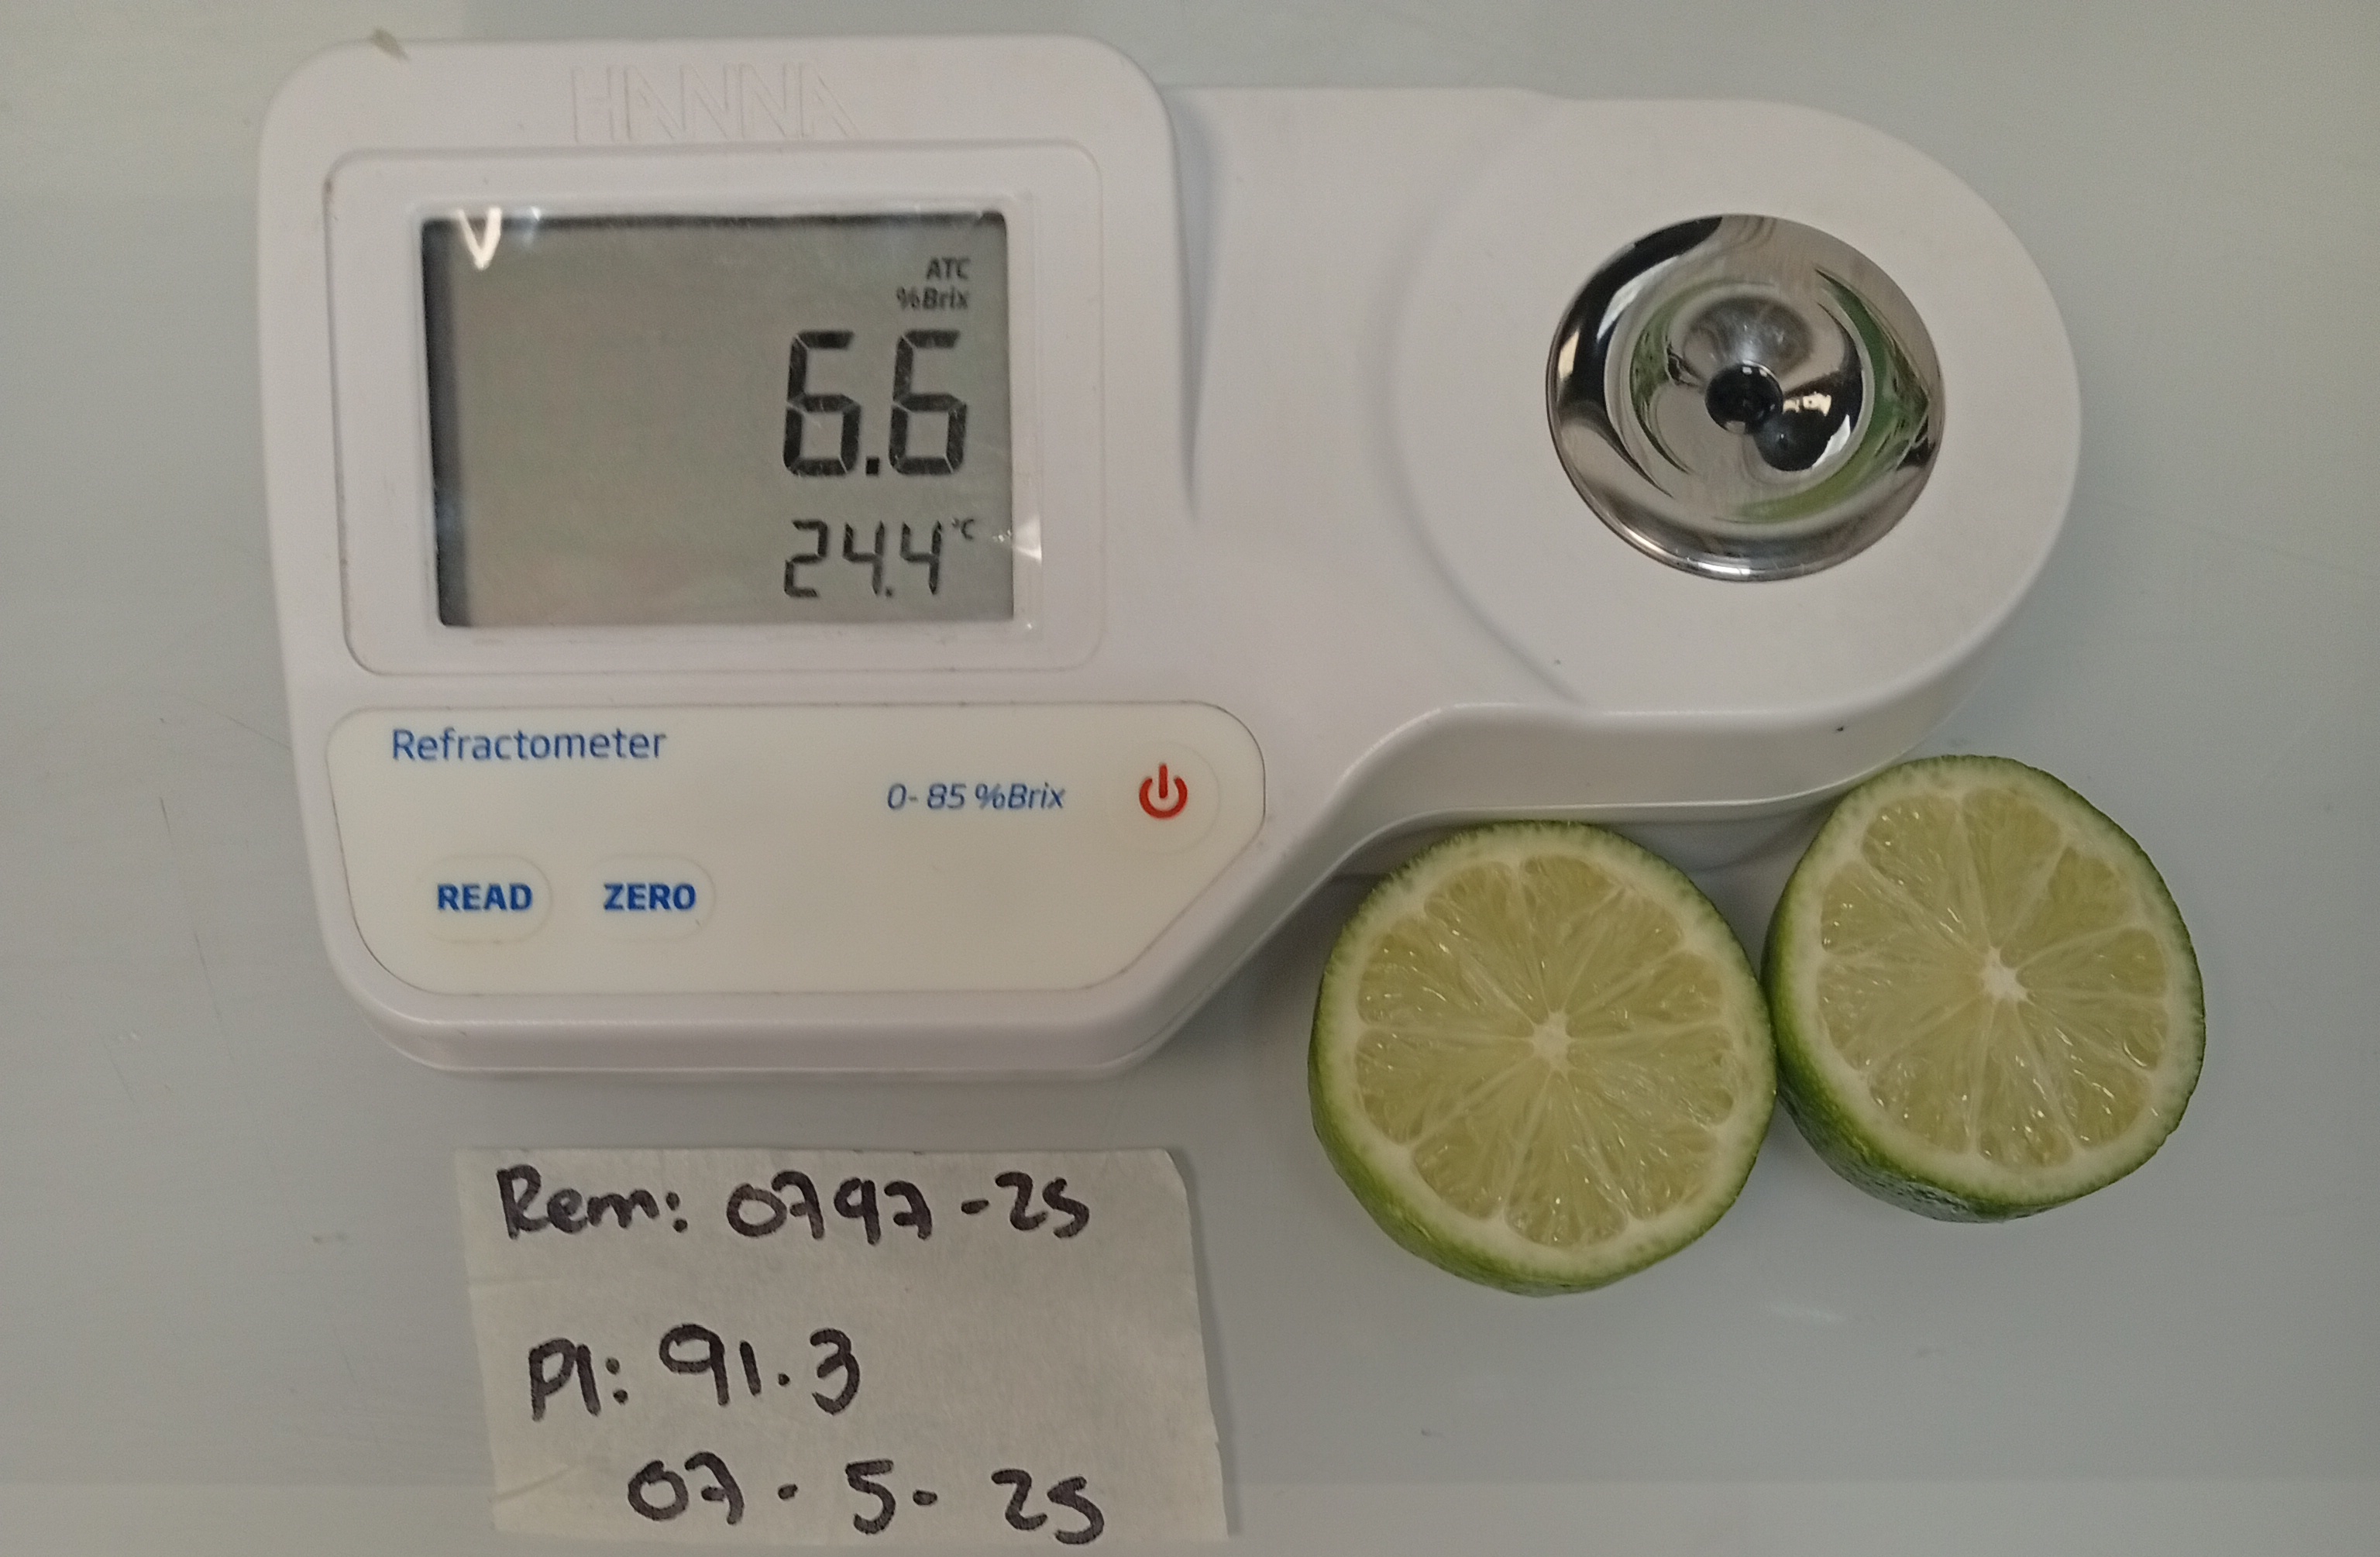 HANNA
ATC
%Brix
6.6
24.4°C
Refractometer
0-85 %Brix
READ ZERO
Rem: 0797-25
Pl: 91.3
07-5-25